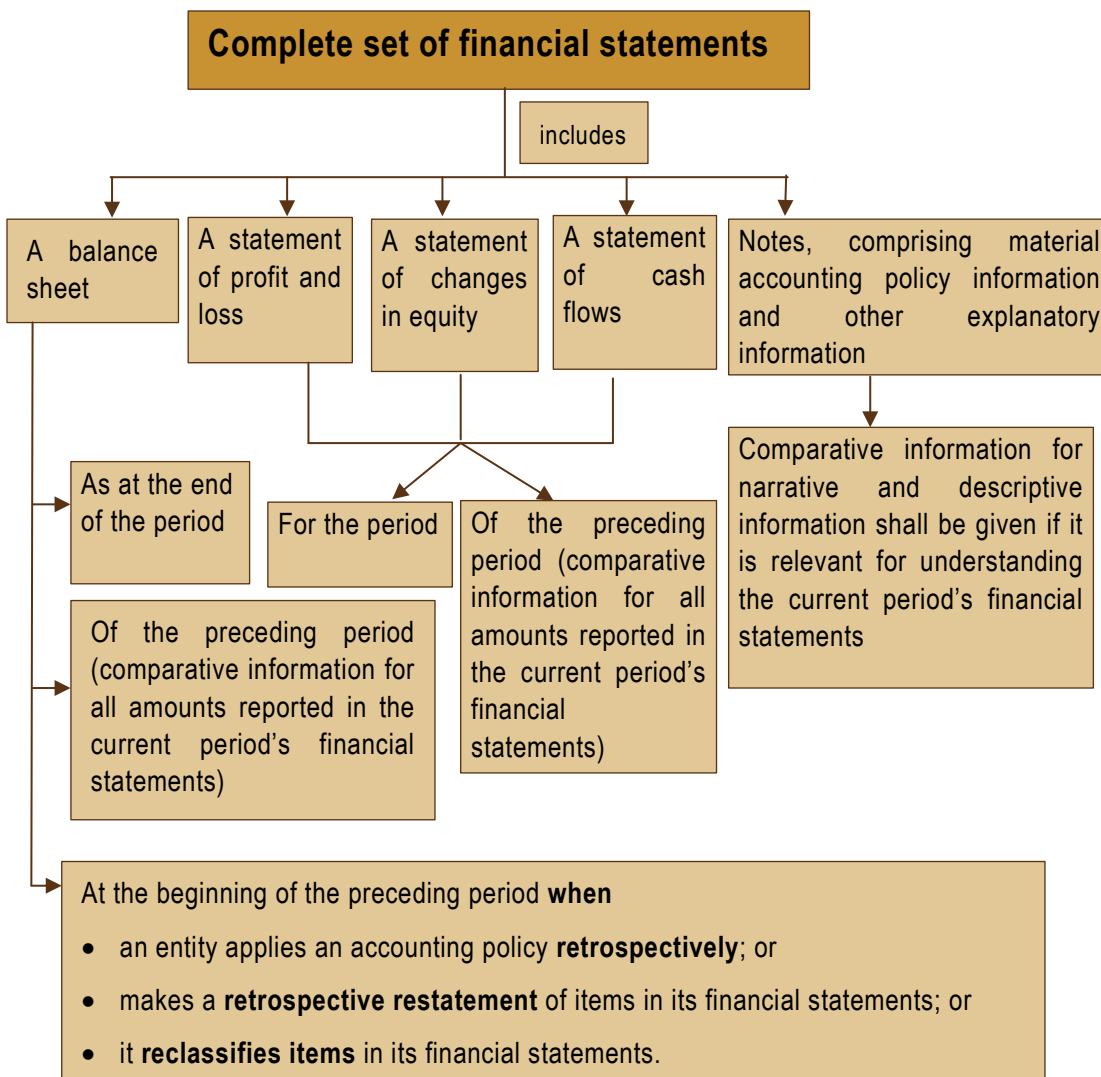 Complete set of financial statements
includes
A balance
sheet
A statement
of profit and
loss
A statement
of changes
in equity
A statement
of cash
flows
Notes, comprising material
accounting policy information
and other explanatory
information
As at the end
of the period
For the period
Of the preceding
period (comparative
information for all
amounts reported in
the current period’s
financial
statements)
Comparative information for
narrative and descriptive
information shall be given if it
is relevant for understanding
the current period’s financial
statements
Of the preceding period
(comparative information for
all amounts reported in the
current period’s financial
statements)
At the beginning of the preceding period when
• an entity applies an accounting policy retrospectively; or
• makes a retrospective restatement of items in its financial statements; or
• it reclassifies items in its financial statements.